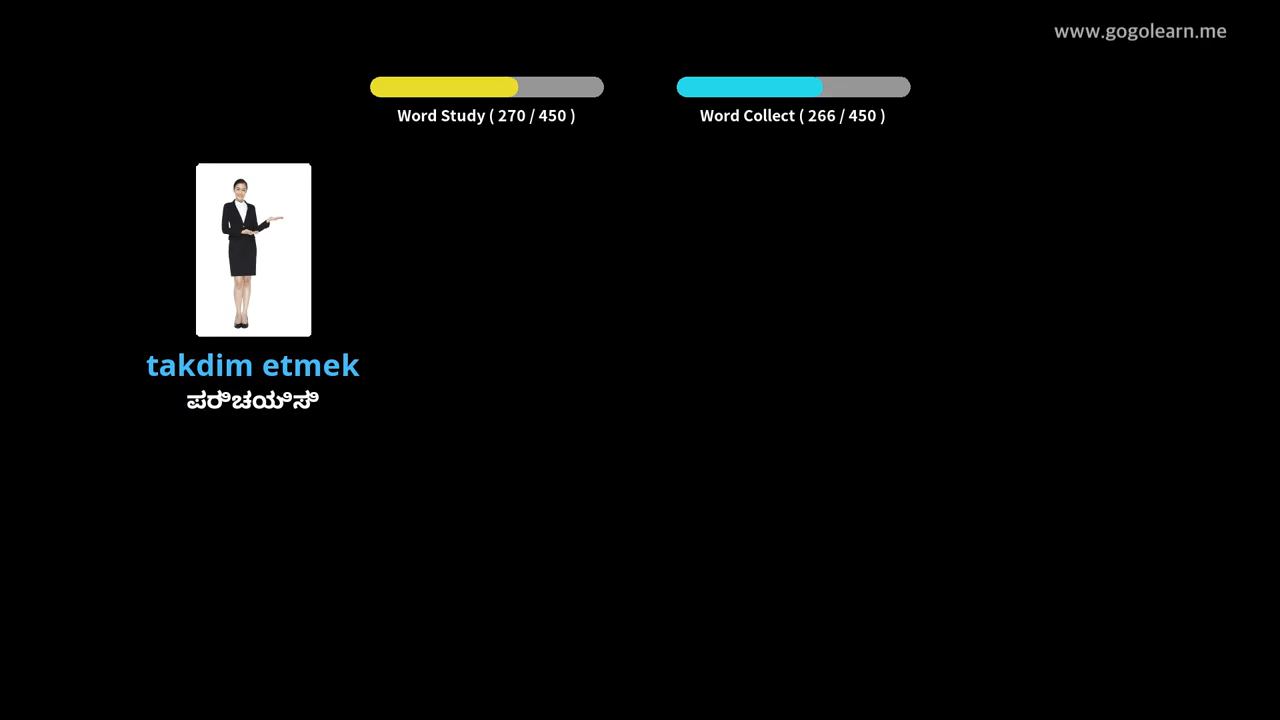 www.gogolearn.me
Word Study ( 270 / 450 )
Word Collect ( 266 / 450 )
takdim etmek
ಪರಿಚಯಿಸಿ